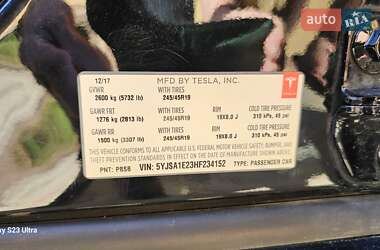 auto RIA
12/17 MFD BY TESLA, INC.
GVWR WITH TIRES
2600 kg (5732 lb) 245/45R19
GAWR FRT WITH TIRES RIM COLD TIRE PRESSURE
1276 kg (2813 lb) 245/45R19 19X8.0 J 310 kPa, 45 psi
GAWR RR WITH TIRES RIM COLD TIRE PRESSURE
1500 kg (3307 lb) 245/45R19 19X8.0 J 310 kPa, 45 psi
THIS VEHICLE CONFORMS TO ALL APPLICABLE U.S. FEDERAL MOTOR VEHICLE SAFETY, BUMPER,
AND THEFT PREVENTION STANDARDS IN EFFECT ON THE DATE OF MANUFACTURE SHOWN ABOVE.
VIN: 5YJSA1E23HF234152 TYPE: PASSENGER CAR
PNT: PBSB
xy S23 Ultra